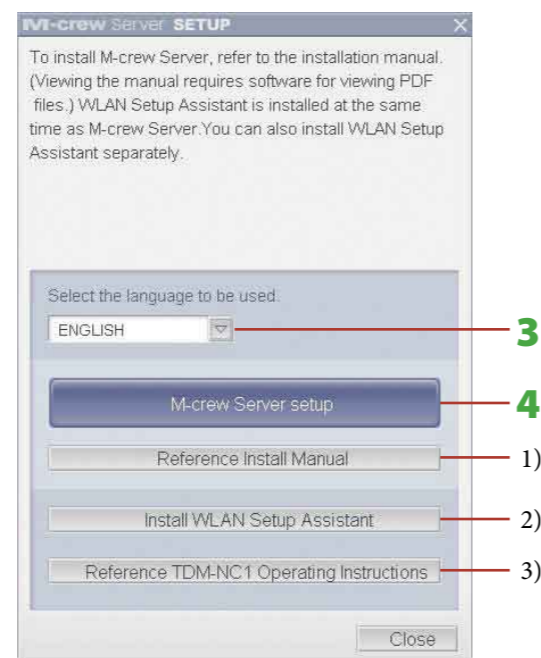 M-crew Server SETUP
To install M-crew Server, refer to the installation manual.
(Viewing the manual requires software for viewing PDF
files.) WLAN Setup Assistant is installed at the same
time as M-crew Server.You can also install WLAN Setup
Assistant separately.
Select the language to be used.
ENGLISH
3
M-crew Server setup
4
Reference Install Manual
1)
Install WLAN Setup Assistant
2)
Reference TDM-NC1 Operating Instructions
3)
Close